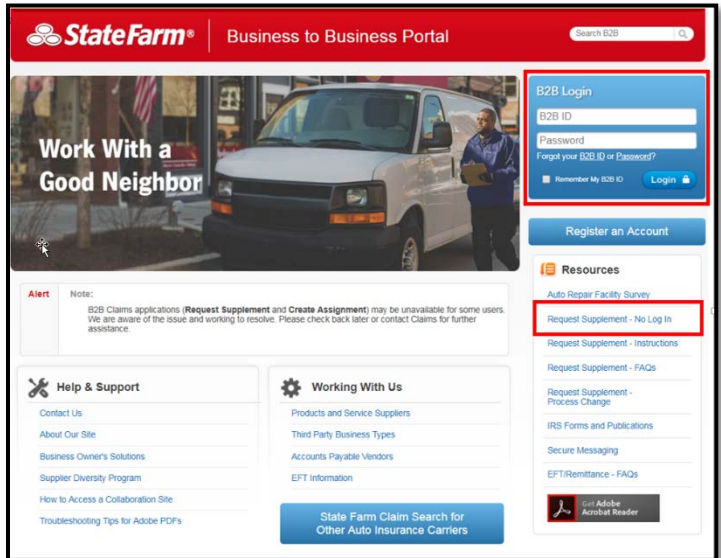 StateFarm®
Business to Business Portal
Search B2B
Work With a
Good Neighbor
B2B Login
B2B ID
Password
Forgot your B2B ID or Password?
Remember My B2B ID
Login
Register an Account
Alert
Note:
B2B Claims applications (Request Supplement and Create Assignment) may be unavailable for some users.
We are aware of the issue and working to resolve. Please check back later or contact Claims for further
assistance.
Help & Support
Contact Us
About Our Site
Business Owner's Solutions
Supplier Diversity Program
How to Access a Collaboration Site
Troubleshooting Tips for Adobe PDFs
Working With Us
Products and Service Suppliers
Third Party Business Types
Accounts Payable Vendors
EFT Information
State Farm Claim Search for
Other Auto Insurance Carriers
Resources
Auto Repair Facility Survey
Request Supplement - No Log In
Request Supplement - Instructions
Request Supplement - FAQs
Request Supplement -
Process Change
IRS Forms and Publications
Secure Messaging
EFT/Remittance - FAQs
Get Adobe
Acrobat Reader